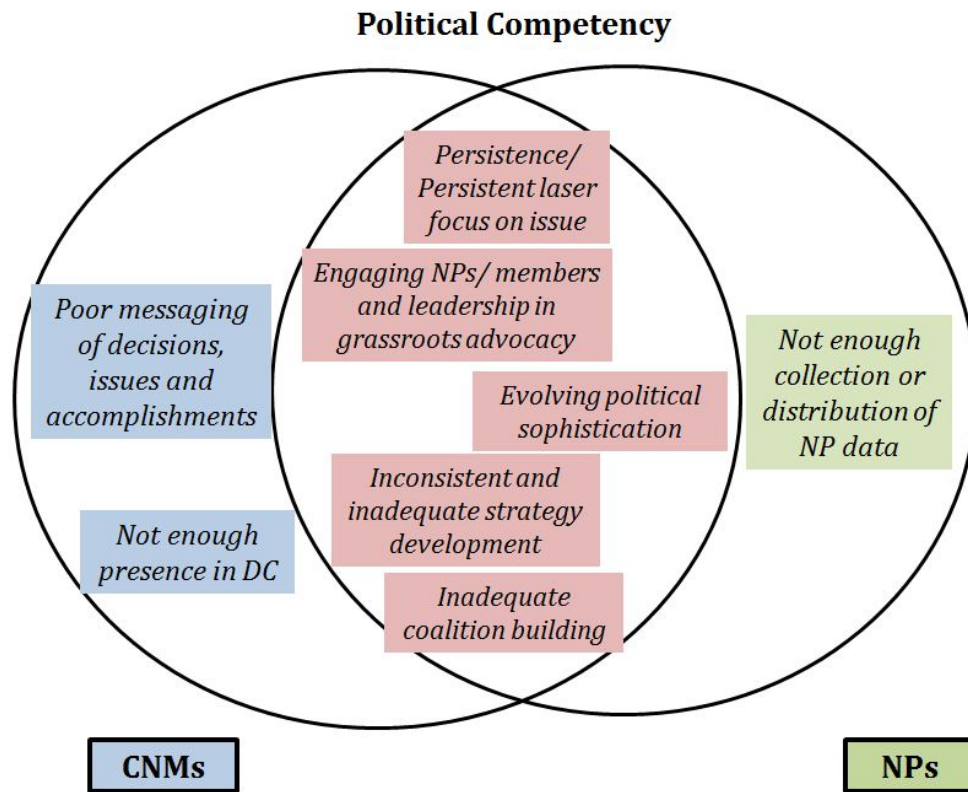 Political Competency
Persistence/
Persistent laser
focus on issue
Engaging NPs/ members
and leadership in
grassroots advocacy
Poor messaging
of decisions,
issues and
accomplishments
Not enough
collection or
distribution of
NP data
Evolving political
sophistication
Inconsistent and
inadequate strategy
development
Not enough
presence in DC
Inadequate
coalition building
CNMs
NPs